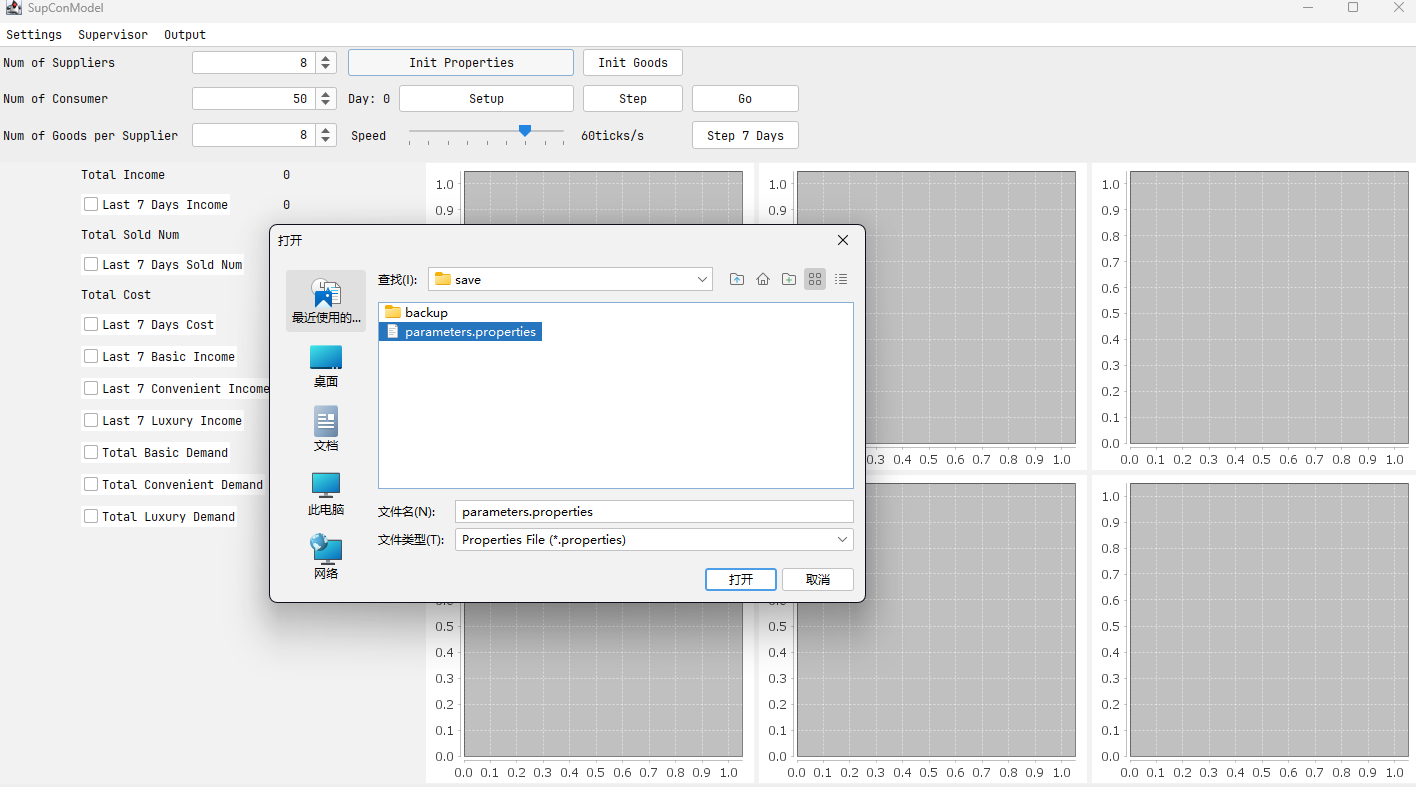 SupConModel
Settings Supervisor Output
Num of Suppliers 8 Init Properties Init Goods
Num of Consumer 50 Day: 0 Setup Step Go
Num of Goods per Supplier 8 Speed 60ticks/s Step 7 Days
Total Income 0
Last 7 Days Income 0
Total Sold Num
Last 7 Days Sold Num
Total Cost
Last 7 Days Cost
Last 7 Basic Income
Last 7 Convenient Income
Last 7 Luxury Income
Total Basic Demand
Total Convenient Demand
Total Luxury Demand
打开
查找(I): save
最近使用的...
桌面
文档
此电脑
网络
backup
parameters.properties
文件名(N): parameters.properties
文件类型(T): Properties File (*.properties)
打开 取消
1.0
0.9
1.0
0.9
1.0
0.9
0.8
0.7
0.6
0.5
0.4
0.3
0.2
0.1
0.0
0.3 0.4 0.5 0.6 0.7 0.8 0.9 1.0
0.0 0.1 0.2 0.3 0.4 0.5 0.6 0.7 0.8 0.9 1.0
0.5
0.4
0.3
0.2
0.1
0.0
0.0 0.1 0.2 0.3 0.4 0.5 0.6 0.7 0.8 0.9 1.0
0.5
0.4
0.3
0.2
0.1
0.0
0.0 0.1 0.2 0.3 0.4 0.5 0.6 0.7 0.8 0.9 1.0
1.0
0.9
0.8
0.7
0.6
0.5
0.4
0.3
0.2
0.1
0.0
0.0 0.1 0.2 0.3 0.4 0.5 0.6 0.7 0.8 0.9 1.0